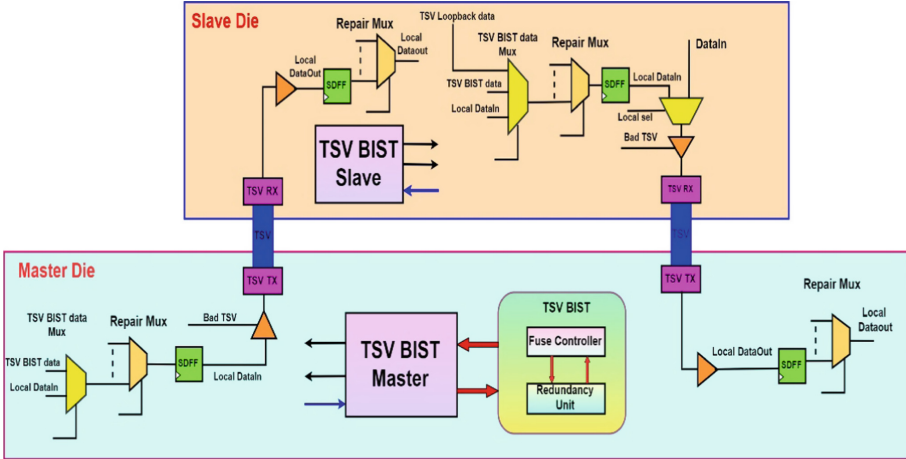 Slave Die
Repair Mux
Local
Dataout
Local
DataOut
SDFF
TSV Loopback data
TSV BIST data
Mux
Repair Mux
DataIn
SDFF
Local DataIn
TSV BIST data
Local DataIn
Local sel
Bad TSV
TSV BIST
Slave
TSV RX
TSV RX
TSV
TSV
Master Die
TSV TX
TSV TX
TSV BIST data
Mux
Repair Mux
Bad TSV
TSV BIST data
Local DataIn
SDFF
Local DataIn
TSV BIST
Master
TSV BIST
Fuse Controller
Redundancy
Unit
Repair Mux
Local
Dataout
Local DataOut
SDFF